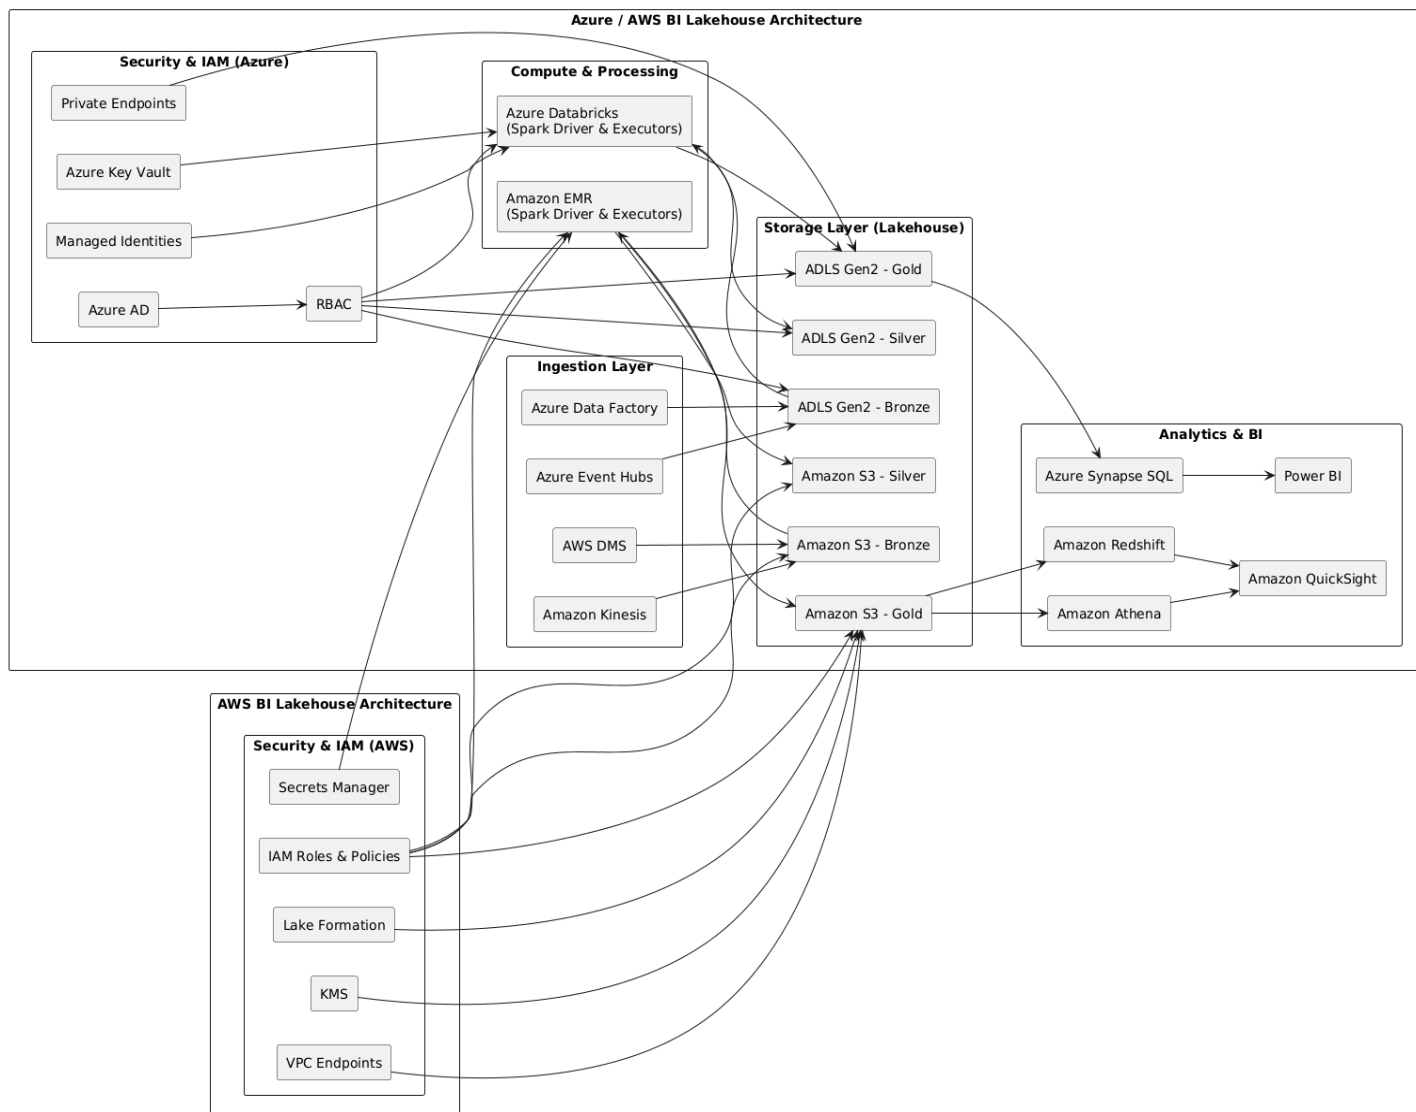 Azure / AWS BI Lakehouse Architecture
Security & IAM (Azure)
Private Endpoints
Azure Key Vault
Managed Identities
Azure AD
RBAC
Compute & Processing
Azure Databricks
(Spark Driver & Executors)
Amazon EMR
(Spark Driver & Executors)
Ingestion Layer
Azure Data Factory
Azure Event Hubs
AWS DMS
Amazon Kinesis
Storage Layer (Lakehouse)
ADLS Gen2 - Gold
ADLS Gen2 - Silver
ADLS Gen2 - Bronze
Amazon S3 - Silver
Amazon S3 - Bronze
Amazon S3 - Gold
Analytics & BI
Azure Synapse SQL
Power BI
Amazon Redshift
Amazon QuickSight
Amazon Athena
AWS BI Lakehouse Architecture
Security & IAM (AWS)
Secrets Manager
IAM Roles & Policies
Lake Formation
KMS
VPC Endpoints